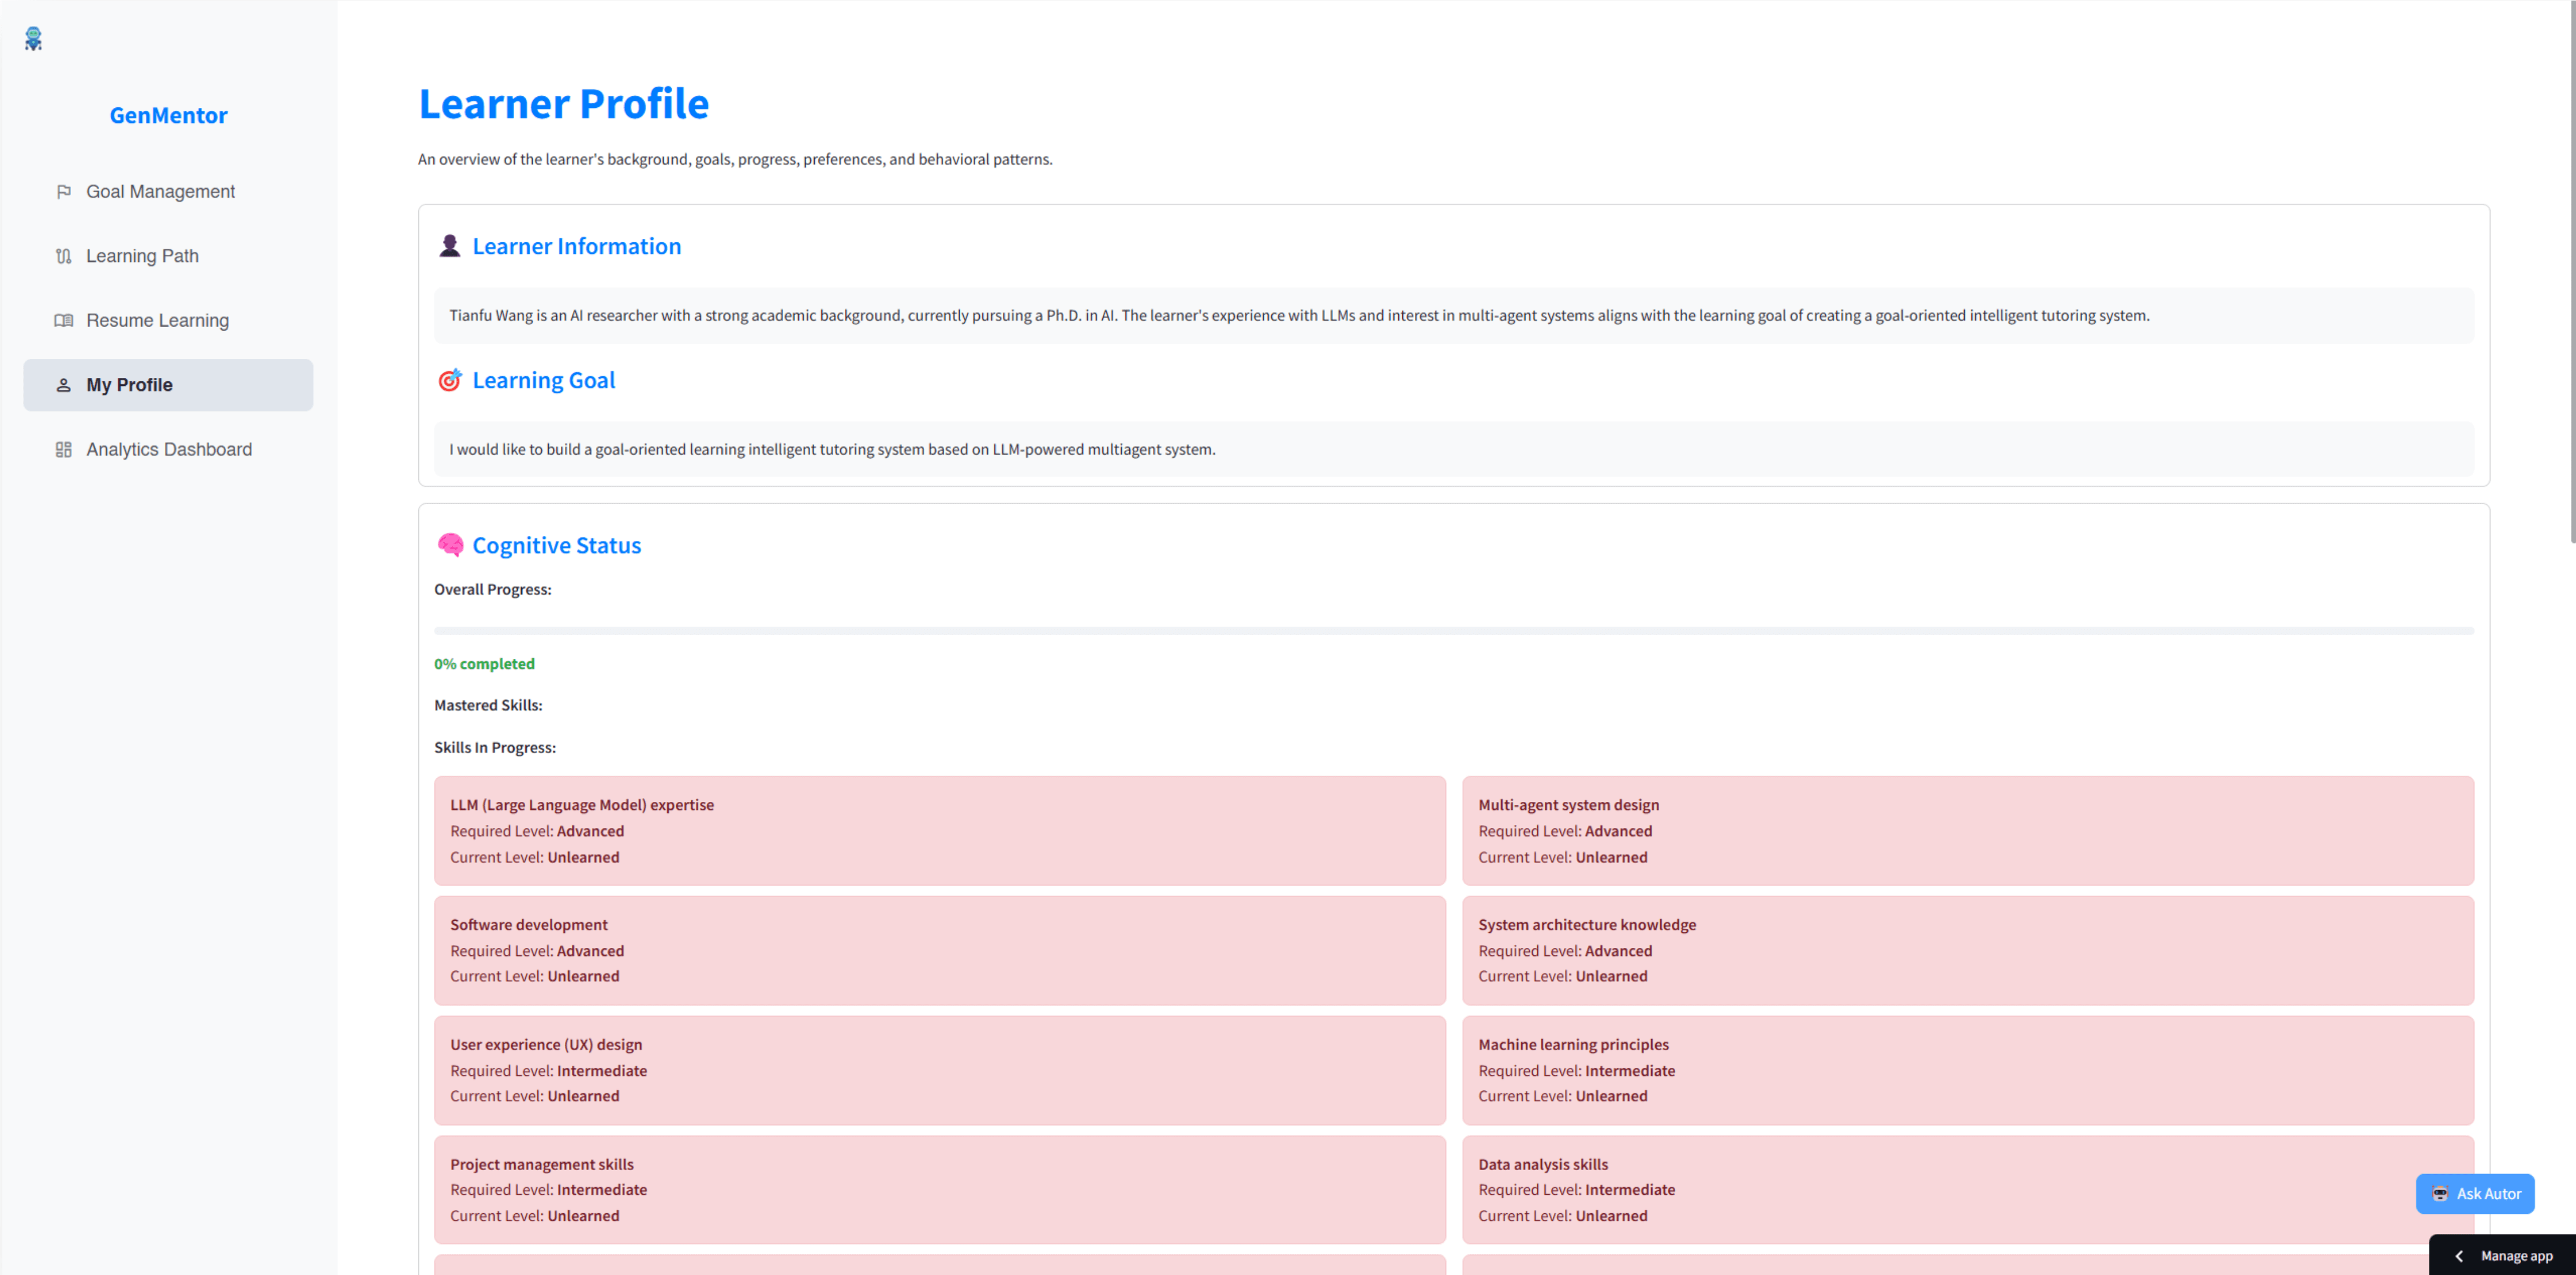 GenMentor
Goal Management
Learning Path
Resume Learning
My Profile
Analytics Dashboard
Learner Profile
An overview of the learner's background, goals, progress, preferences, and behavioral patterns.
Learner Information
Tianfu Wang is an AI researcher with a strong academic background, currently pursuing a Ph.D. in AI. The learner's experience with LLMs and interest in multi-agent systems aligns with the learning goal of creating a goal-oriented intelligent tutoring system.
Learning Goal
I would like to build a goal-oriented learning intelligent tutoring system based on LLM-powered multiagent system.
Cognitive Status
Overall Progress:
0% completed
Mastered Skills:
Skills In Progress:
LLM (Large Language Model) expertise
Required Level: Advanced
Current Level: Unlearned
Multi-agent system design
Required Level: Advanced
Current Level: Unlearned
Software development
Required Level: Advanced
Current Level: Unlearned
System architecture knowledge
Required Level: Advanced
Current Level: Unlearned
User experience (UX) design
Required Level: Intermediate
Current Level: Unlearned
Machine learning principles
Required Level: Intermediate
Current Level: Unlearned
Project management skills
Required Level: Intermediate
Current Level: Unlearned
Data analysis skills
Required Level: Intermediate
Current Level: Unlearned
Ask Autor
Manage app